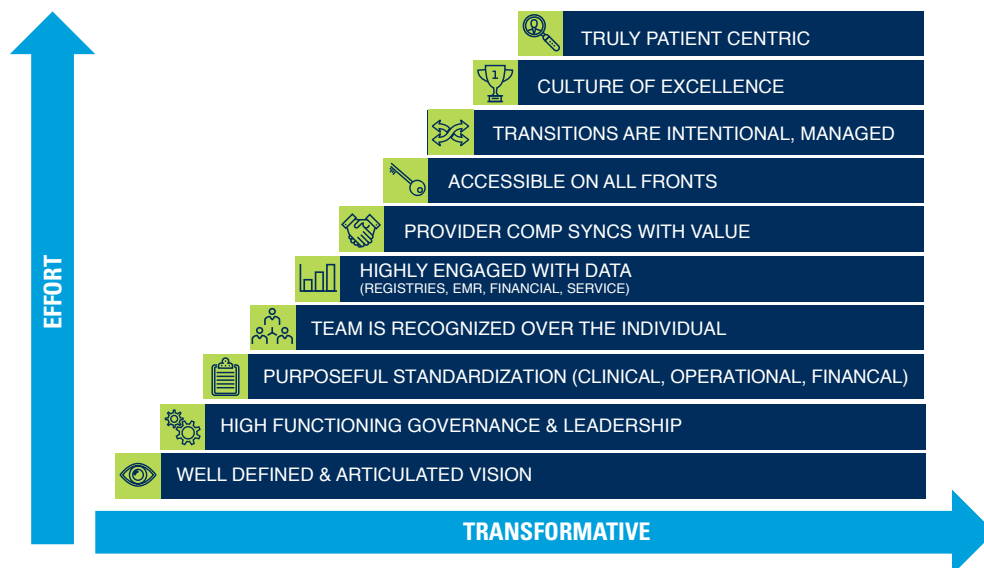 TRULY PATIENT CENTRIC
1
CULTURE OF EXCELLENCE
TRANSITIONS ARE INTENTIONAL, MANAGED
ACCESSIBLE ON ALL FRONTS
PROVIDER COMP SYNCS WITH VALUE
HIGHLY ENGAGED WITH DATA
(REGISTRIES, EMR, FINANCIAL, SERVICE)
TEAM IS RECOGNIZED OVER THE INDIVIDUAL
PURPOSEFUL STANDARDIZATION (CLINICAL, OPERATIONAL, FINANCAL)
HIGH FUNCTIONING GOVERNANCE & LEADERSHIP
WELL DEFINED & ARTICULATED VISION
EFFORT
TRANSFORMATIVE